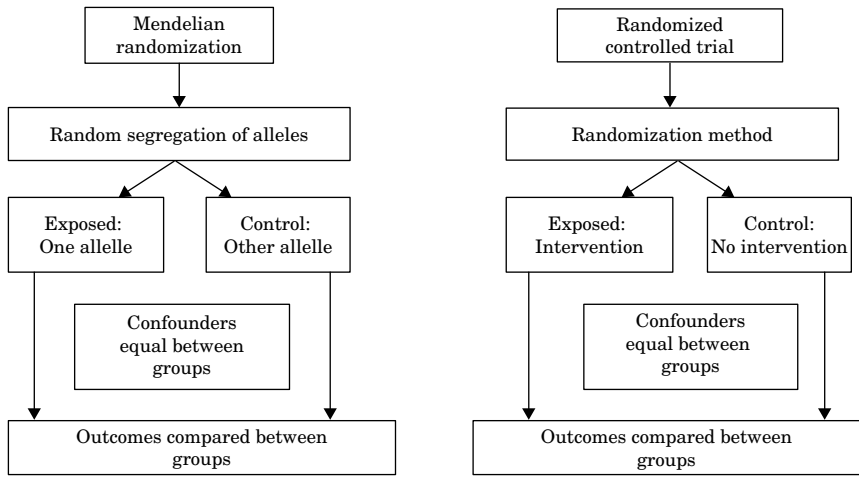 Mendelian
randomization
Random segregation of alleles
Exposed:
One allelle
Control:
Other allele
Confounders
equal between
groups
Outcomes compared between
groups
Randomized
controlled trial
Randomization method
Exposed:
Intervention
Control:
No intervention
Confounders
equal between
groups
Outcomes compared between
groups